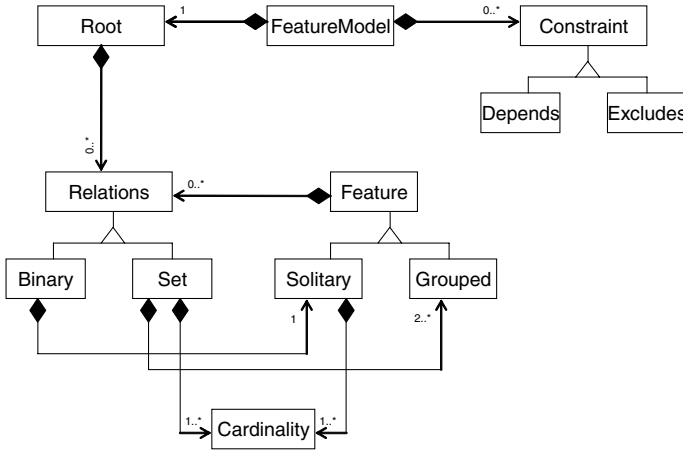 Root
1
FeatureModel
0..*
Constraint
Depends
Excludes
0..*
Relations
0..*
Feature
Binary
Set
Solitary
Grouped
1
2..*
1..*
Cardinality
1..*